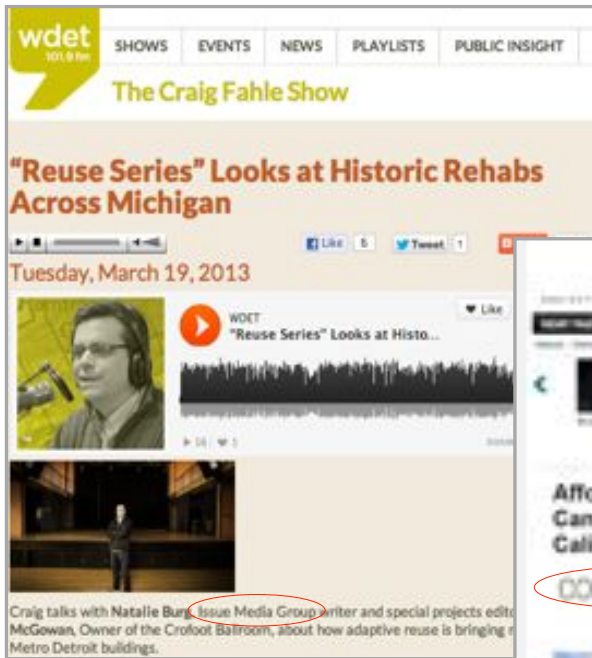 wdet
101.9 fm
SHOWS EVENTS NEWS PLAYLISTS PUBLIC INSIGHT
The Craig Fahle Show
"Reuse Series" Looks at Historic Rehabs
Across Michigan
Like 5 Tweet 1
Tuesday, March 19, 2013
WDET
"Reuse Series" Looks at Histo...
Like
Craig talks with Natalie Burg, Issue Media Group writer and special projects edito
McGowan, Owner of the Crofoot Ballroom, about how adaptive reuse is bringing
Metro Detroit buildings.
Affo
Can
Cali